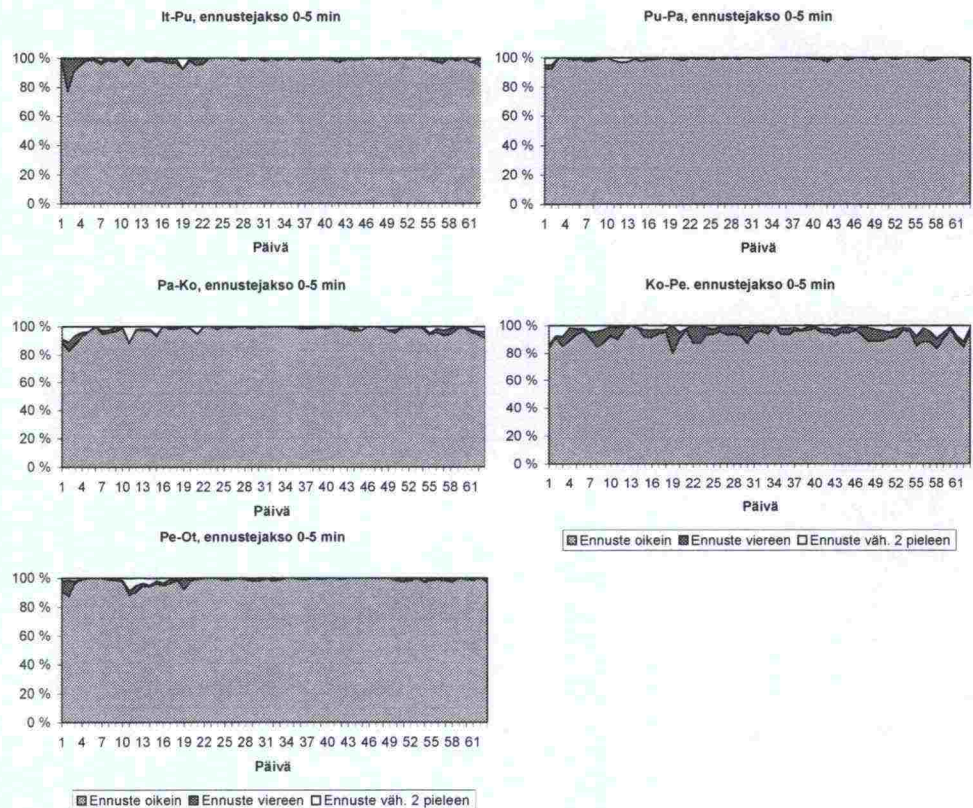 It-Pu, ennustejakso 0-5 min
100 %
80 %
60 %
40 %
20 %
0 %
1 4 7 10 13 16 19 22 25 28 31 34 37 40 43 46 49 52 55 58 61
Päivä
Pu-Pa, ennustejakso 0-5 min
100 %
80 %
60 %
40 %
20 %
0 %
1 4 7 10 13 16 19 22 25 28 31 34 37 40 43 46 49 52 55 58 61
Päivä
Pa-Ko, ennustejakso 0-5 min
100 %
80 %
60 %
40 %
20 %
0 %
1 4 7 10 13 16 19 22 25 28 31 34 37 40 43 46 49 52 55 58 61
Päivä
Ko-Pe. ennustejakso 0-5 min
100 %
80 %
60 %
40 %
20 %
0 %
1 4 7 10 13 16 19 22 25 28 31 34 37 40 43 46 49 52 55 58 61
Päivä
Ennuste oikein Ennuste viereen Ennuste väh. 2 pieleen
Pe-Ot, ennustejakso 0-5 min
100 %
80 %
60 %
40 %
20 %
0 %
1 4 7 10 13 16 19 22 25 28 31 34 37 40 43 46 49 52 55 58 61
Päivä
Ennuste oikein Ennuste viereen Ennuste väh. 2 pieleen